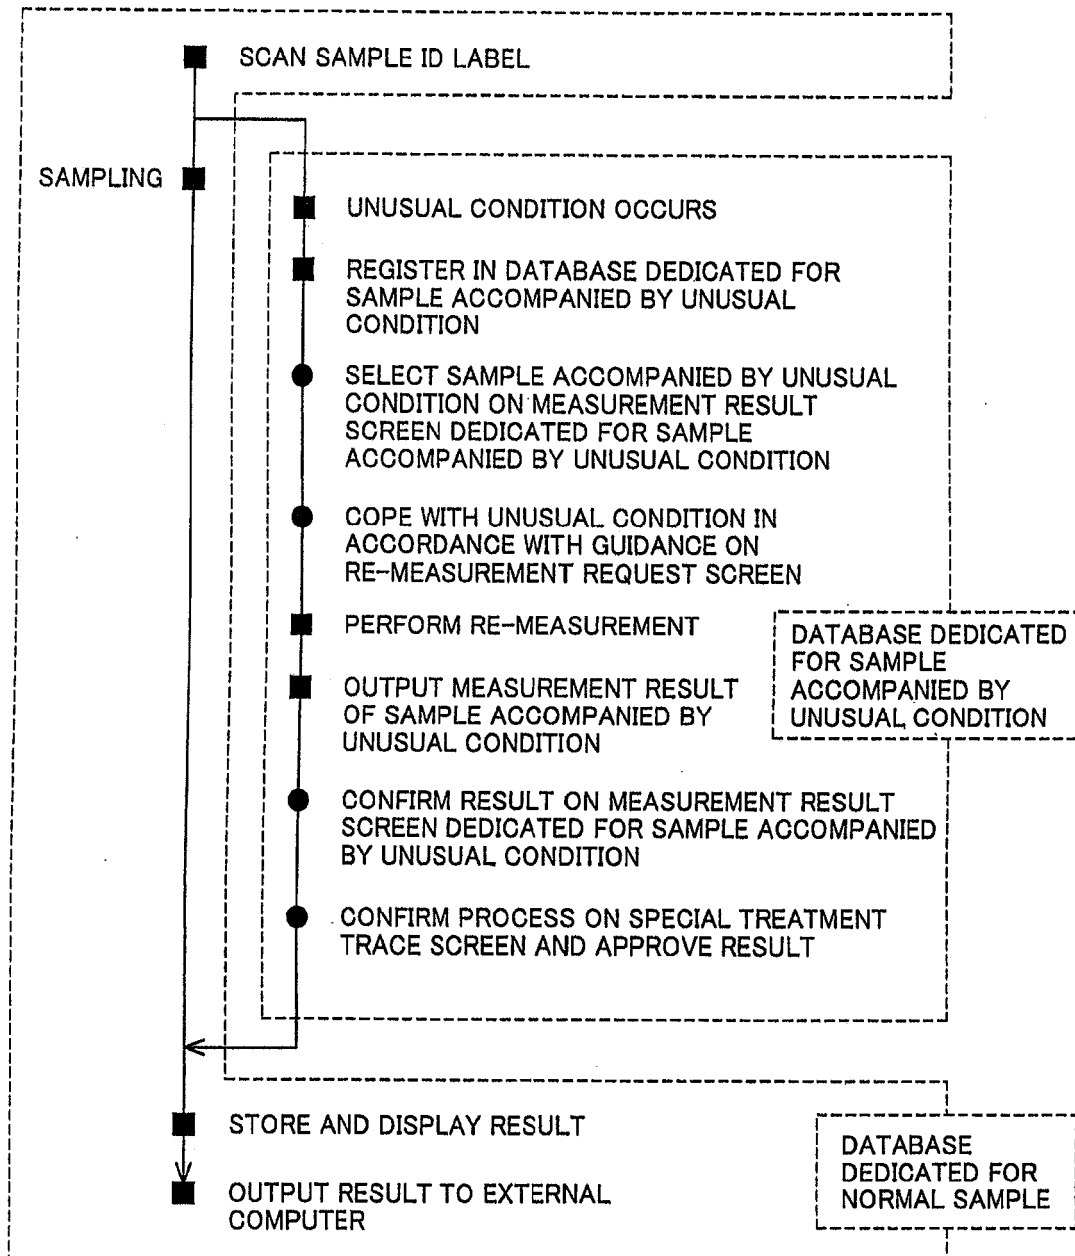 SCAN SAMPLE ID LABEL
SAMPLING
UNUSUAL CONDITION OCCURS
REGISTER IN DATABASE DEDICATED FOR
SAMPLE ACCOMPANIED BY UNUSUAL
CONDITION
SELECT SAMPLE ACCOMPANIED BY UNUSUAL
CONDITION ON MEASUREMENT RESULT
SCREEN DEDICATED FOR SAMPLE
ACCOMPANIED BY UNUSUAL CONDITION
COPE WITH UNUSUAL CONDITION IN
ACCORDANCE WITH GUIDANCE ON
RE-MEASUREMENT REQUEST SCREEN
PERFORM RE-MEASUREMENT
DATABASE DEDICATED
FOR SAMPLE
ACCOMPANIED BY
UNUSUAL CONDITION
OUTPUT MEASUREMENT RESULT
OF SAMPLE ACCOMPANIED BY
UNUSUAL CONDITION
CONFIRM RESULT ON MEASUREMENT RESULT
SCREEN DEDICATED FOR SAMPLE ACCOMPANIED
BY UNUSUAL CONDITION
CONFIRM PROCESS ON SPECIAL TREATMENT
TRACE SCREEN AND APPROVE RESULT
STORE AND DISPLAY RESULT
OUTPUT RESULT TO EXTERNAL
COMPUTER
DATABASE
DEDICATED FOR
NORMAL SAMPLE